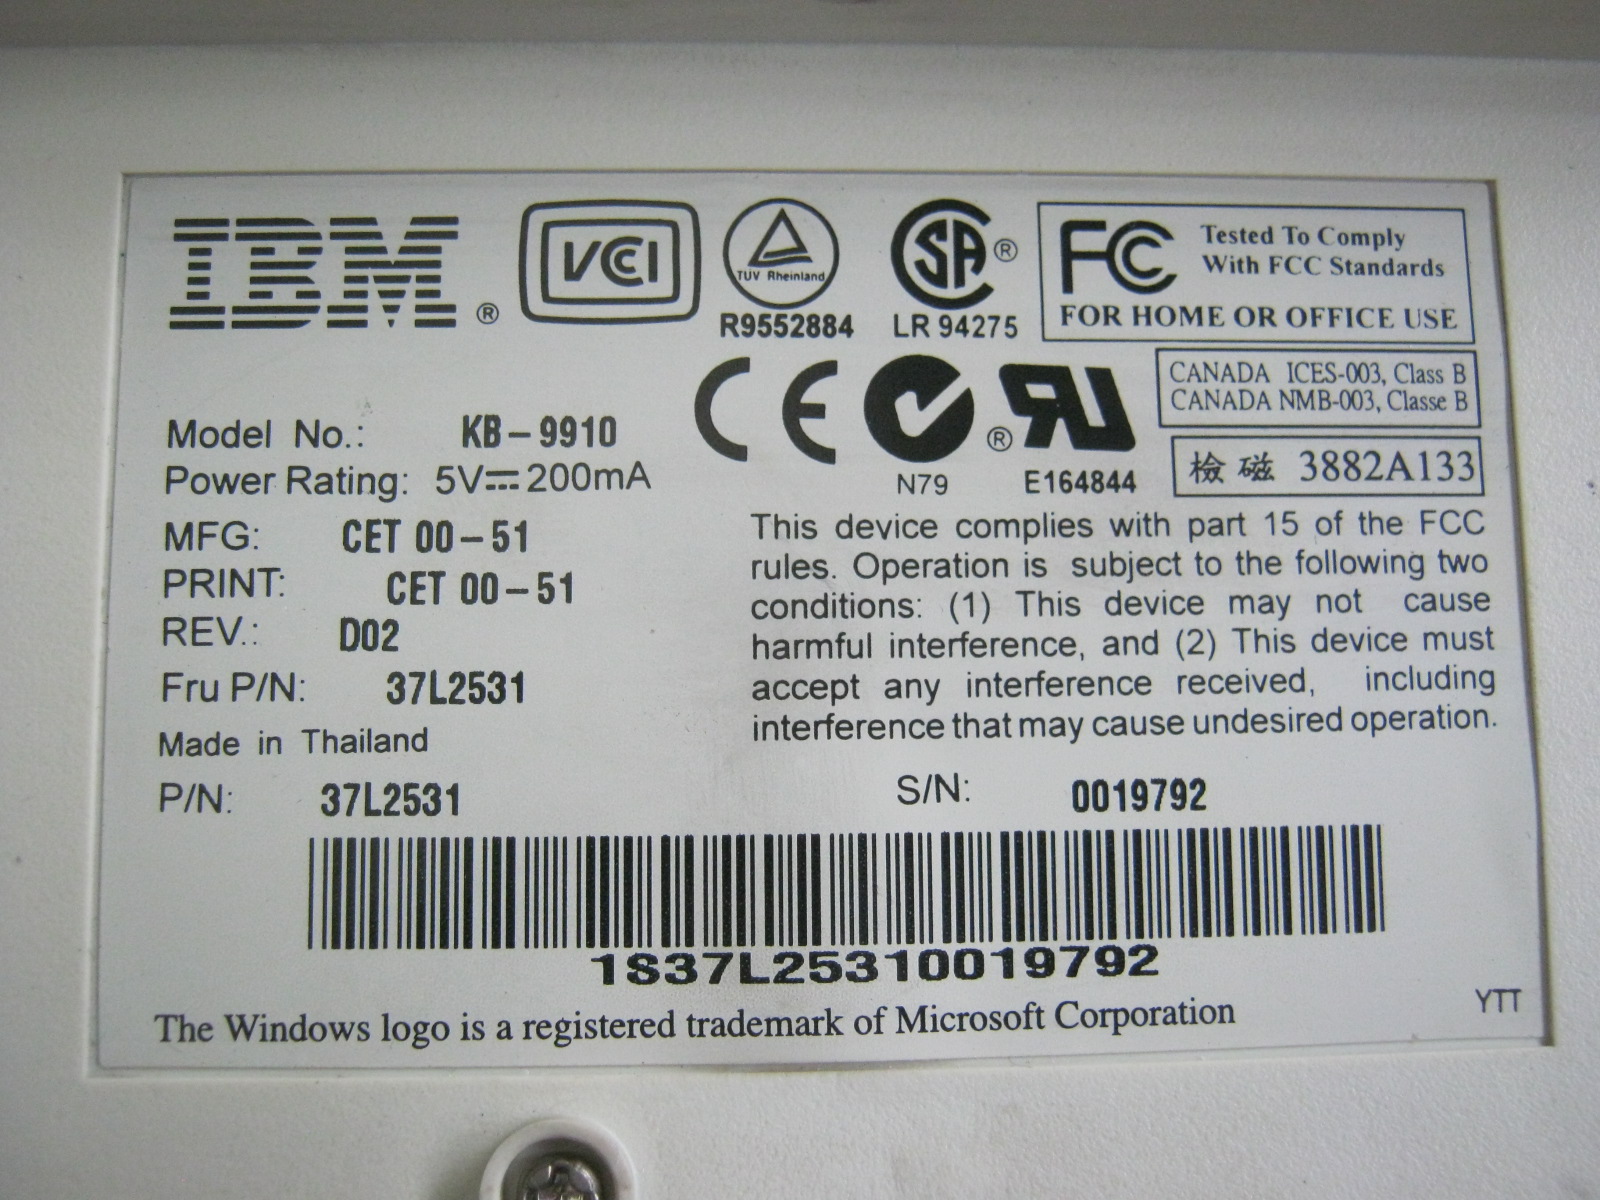 IBM ®
VCCI
TÜV Rheinland
R9552884
SA ®
LR 94275
FC Tested To Comply
With FCC Standards
FOR HOME OR OFFICE USE
CE
N79
® RU
E164844
CANADA ICES-003, Class B
CANADA NMB-003, Classe B
檢磁 3882A133
Model No.: KB-9910
Power Rating: 5V⎓200mA
MFG: CET 00-51
PRINT: CET 00-51
REV.: D02
Fru P/N: 37L2531
Made in Thailand
This device complies with part 15 of the FCC
rules. Operation is subject to the following two
conditions: (1) This device may not cause
harmful interference, and (2) This device must
accept any interference received, including
interference that may cause undesired operation.
P/N: 37L2531 S/N: 0019792
1S37L25310019792
The Windows logo is a registered trademark of Microsoft Corporation
YTT